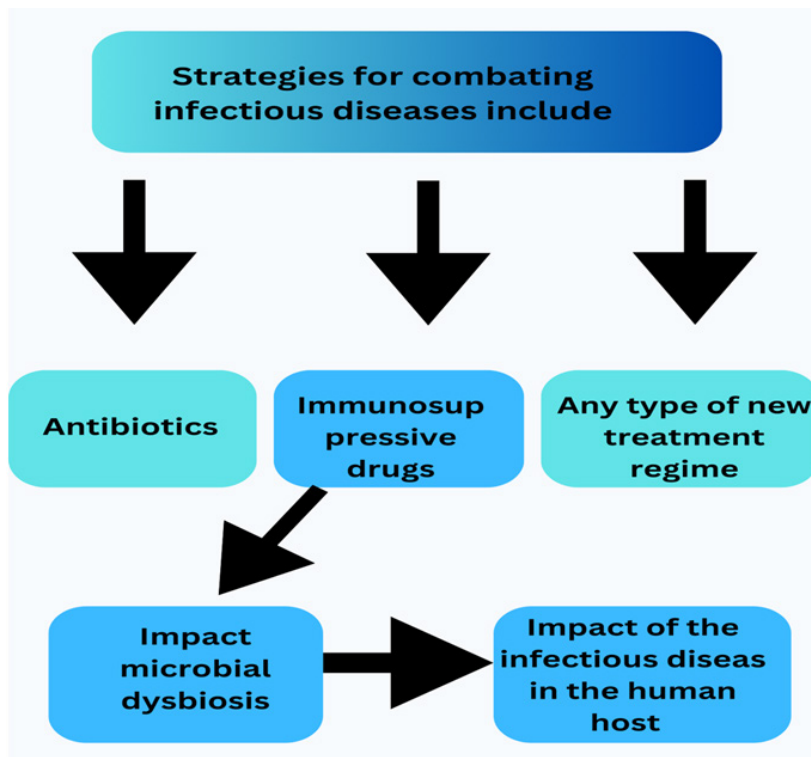 Strategies for combating
infectious diseases include
Antibiotics
Immunosup
pressive
drugs
Any type of new
treatment
regime
Impact
microbial
dysbiosis
Impact of the
infectious diseas
in the human
host